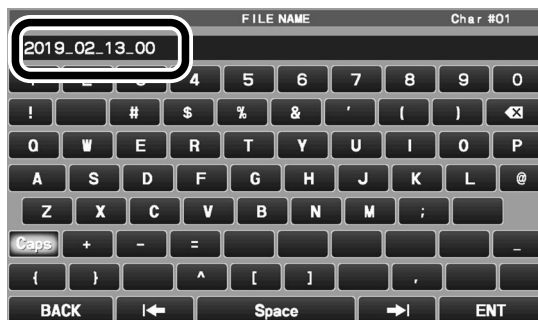 FILE NAME Char #01
2019_02_13_00
4 5 6 7 8 9 0
! # $ % & ' ( )
Q W E R T Y U I O P
A S D F G H J K L @
Z X C V B N M ;
Caps + - = _
{ } ^ [ ] ,
BACK Space ENT